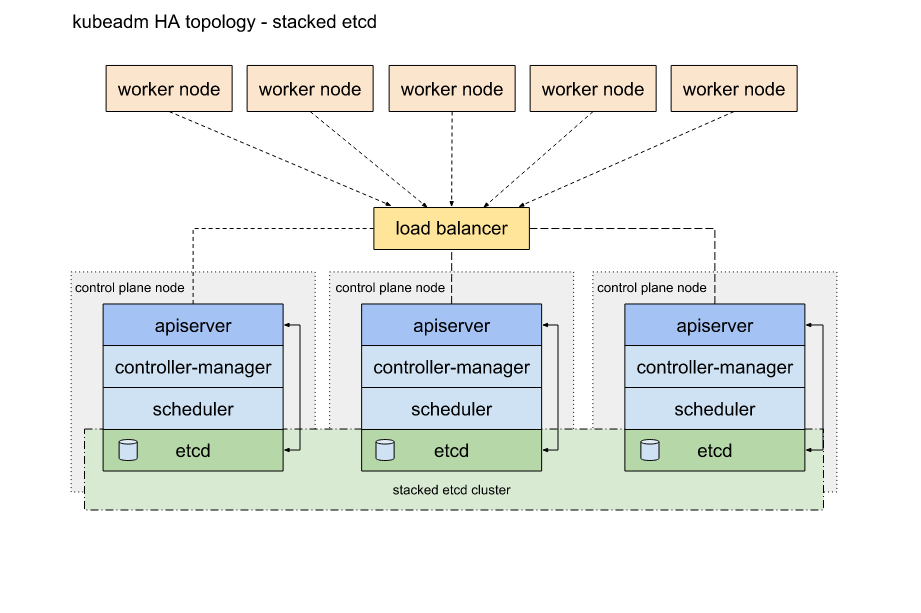 kubeadm HA topology - stacked etcd
worker node
worker node
worker node
worker node
worker node
load balancer
control plane node
apiserver
controller-manager
scheduler
etcd
control plane node
apiserver
controller-manager
scheduler
etcd
control plane node
apiserver
controller-manager
scheduler
etcd
stacked etcd cluster